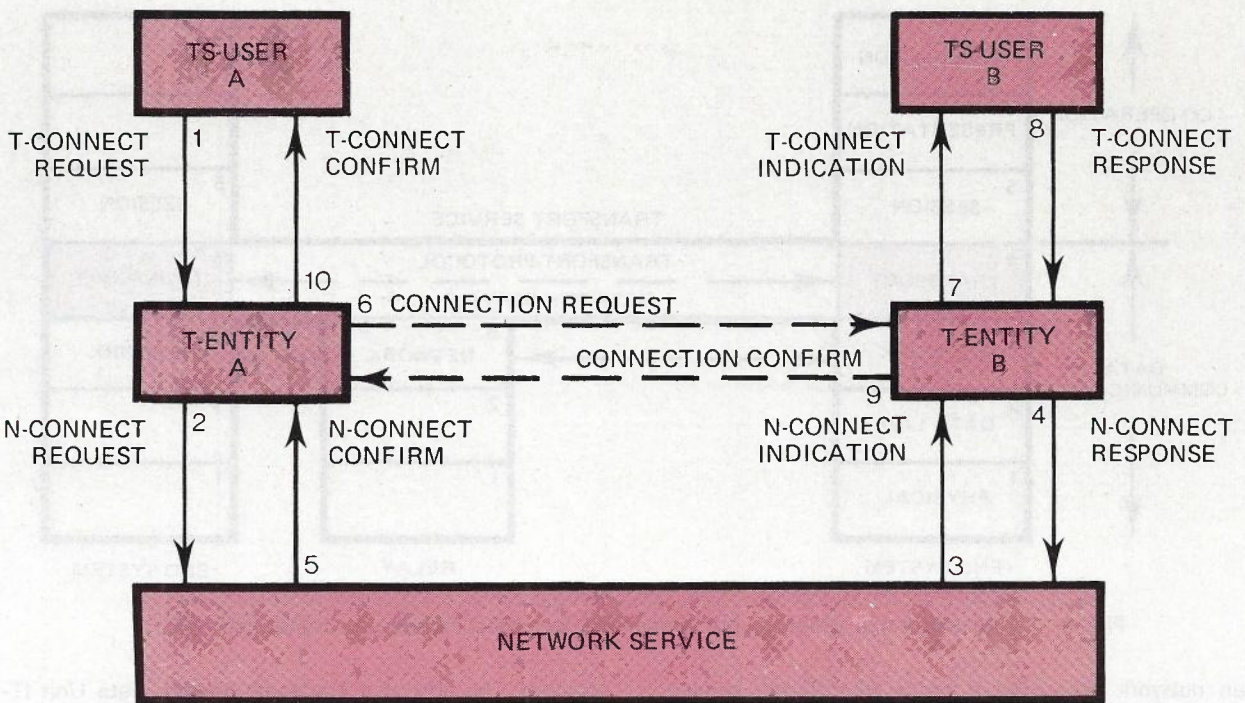 TS-USER
A
TS-USER
B
T-CONNECT
REQUEST
1
T-CONNECT
CONFIRM
T-CONNECT
INDICATION
8
T-CONNECT
RESPONSE
10
6 CONNECTION REQUEST
7
T-ENTITY
A
CONNECTION CONFIRM
T-ENTITY
B
2
9
4
N-CONNECT
REQUEST
N-CONNECT
CONFIRM
N-CONNECT
INDICATION
N-CONNECT
RESPONSE
5
3
NETWORK SERVICE